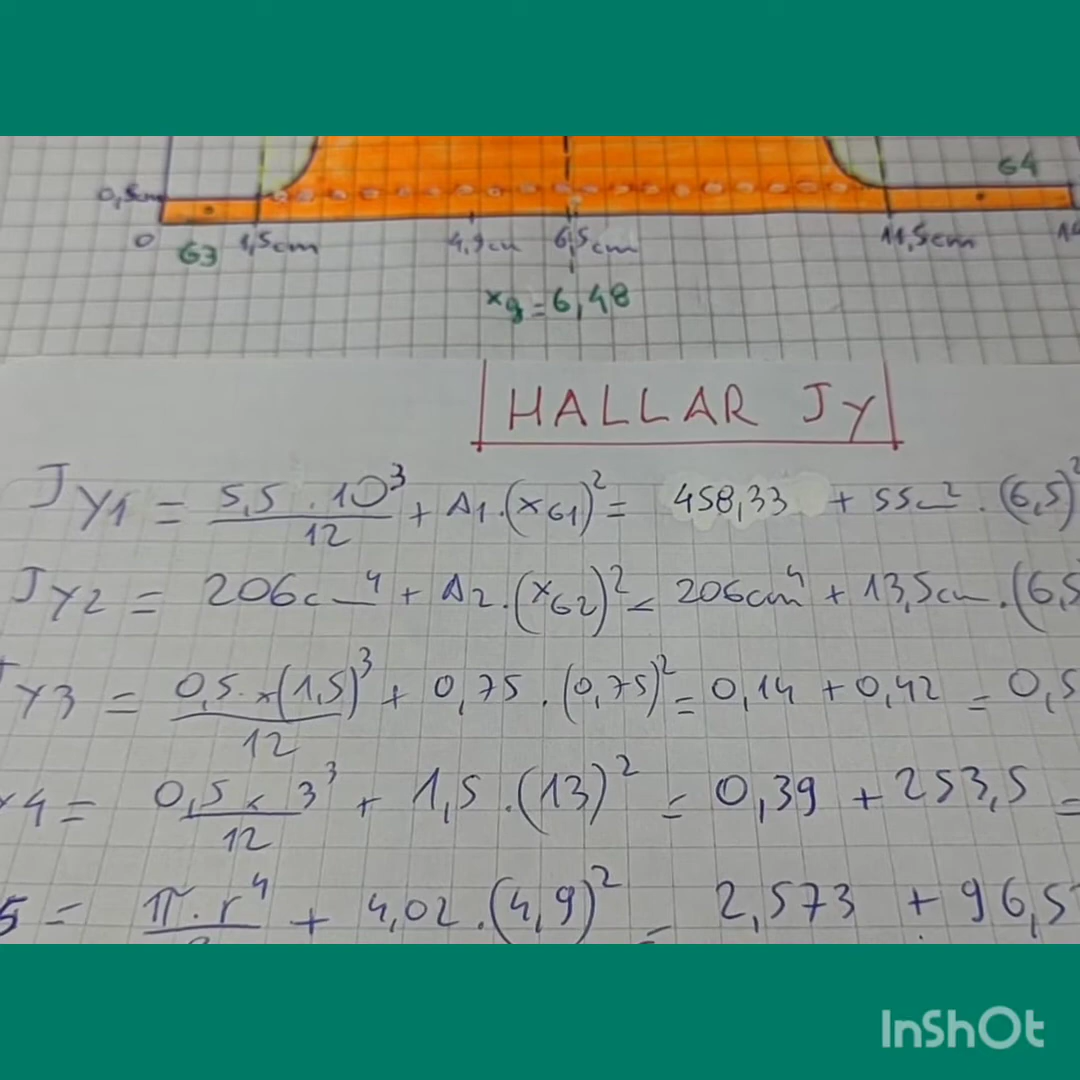 0,5cm
G4
0 G3 1,5cm 4,9cm 6,5cm 11,5cm
xg = 6,48
HALLAR JY
JY1 = 5,5 . 10³ / 12 + A1 . (xG1)² = 458,33 + 55cm² . (6,5)²
JY2 = 206cm⁴ + A2 . (xG2)² = 206cm⁴ + 13,5cm . (6,5
Y3 = 0,5 x (1,5)³ / 12 + 0,75 . (0,75)² = 0,14 + 0,42 = 0,5
4 = 0,5 x 3³ / 12 + 1,5 . (13)² = 0,39 + 253,5 =
5 = π . r⁴ + 4,02 . (4,9)² = 2,573 + 96,5
InShOt